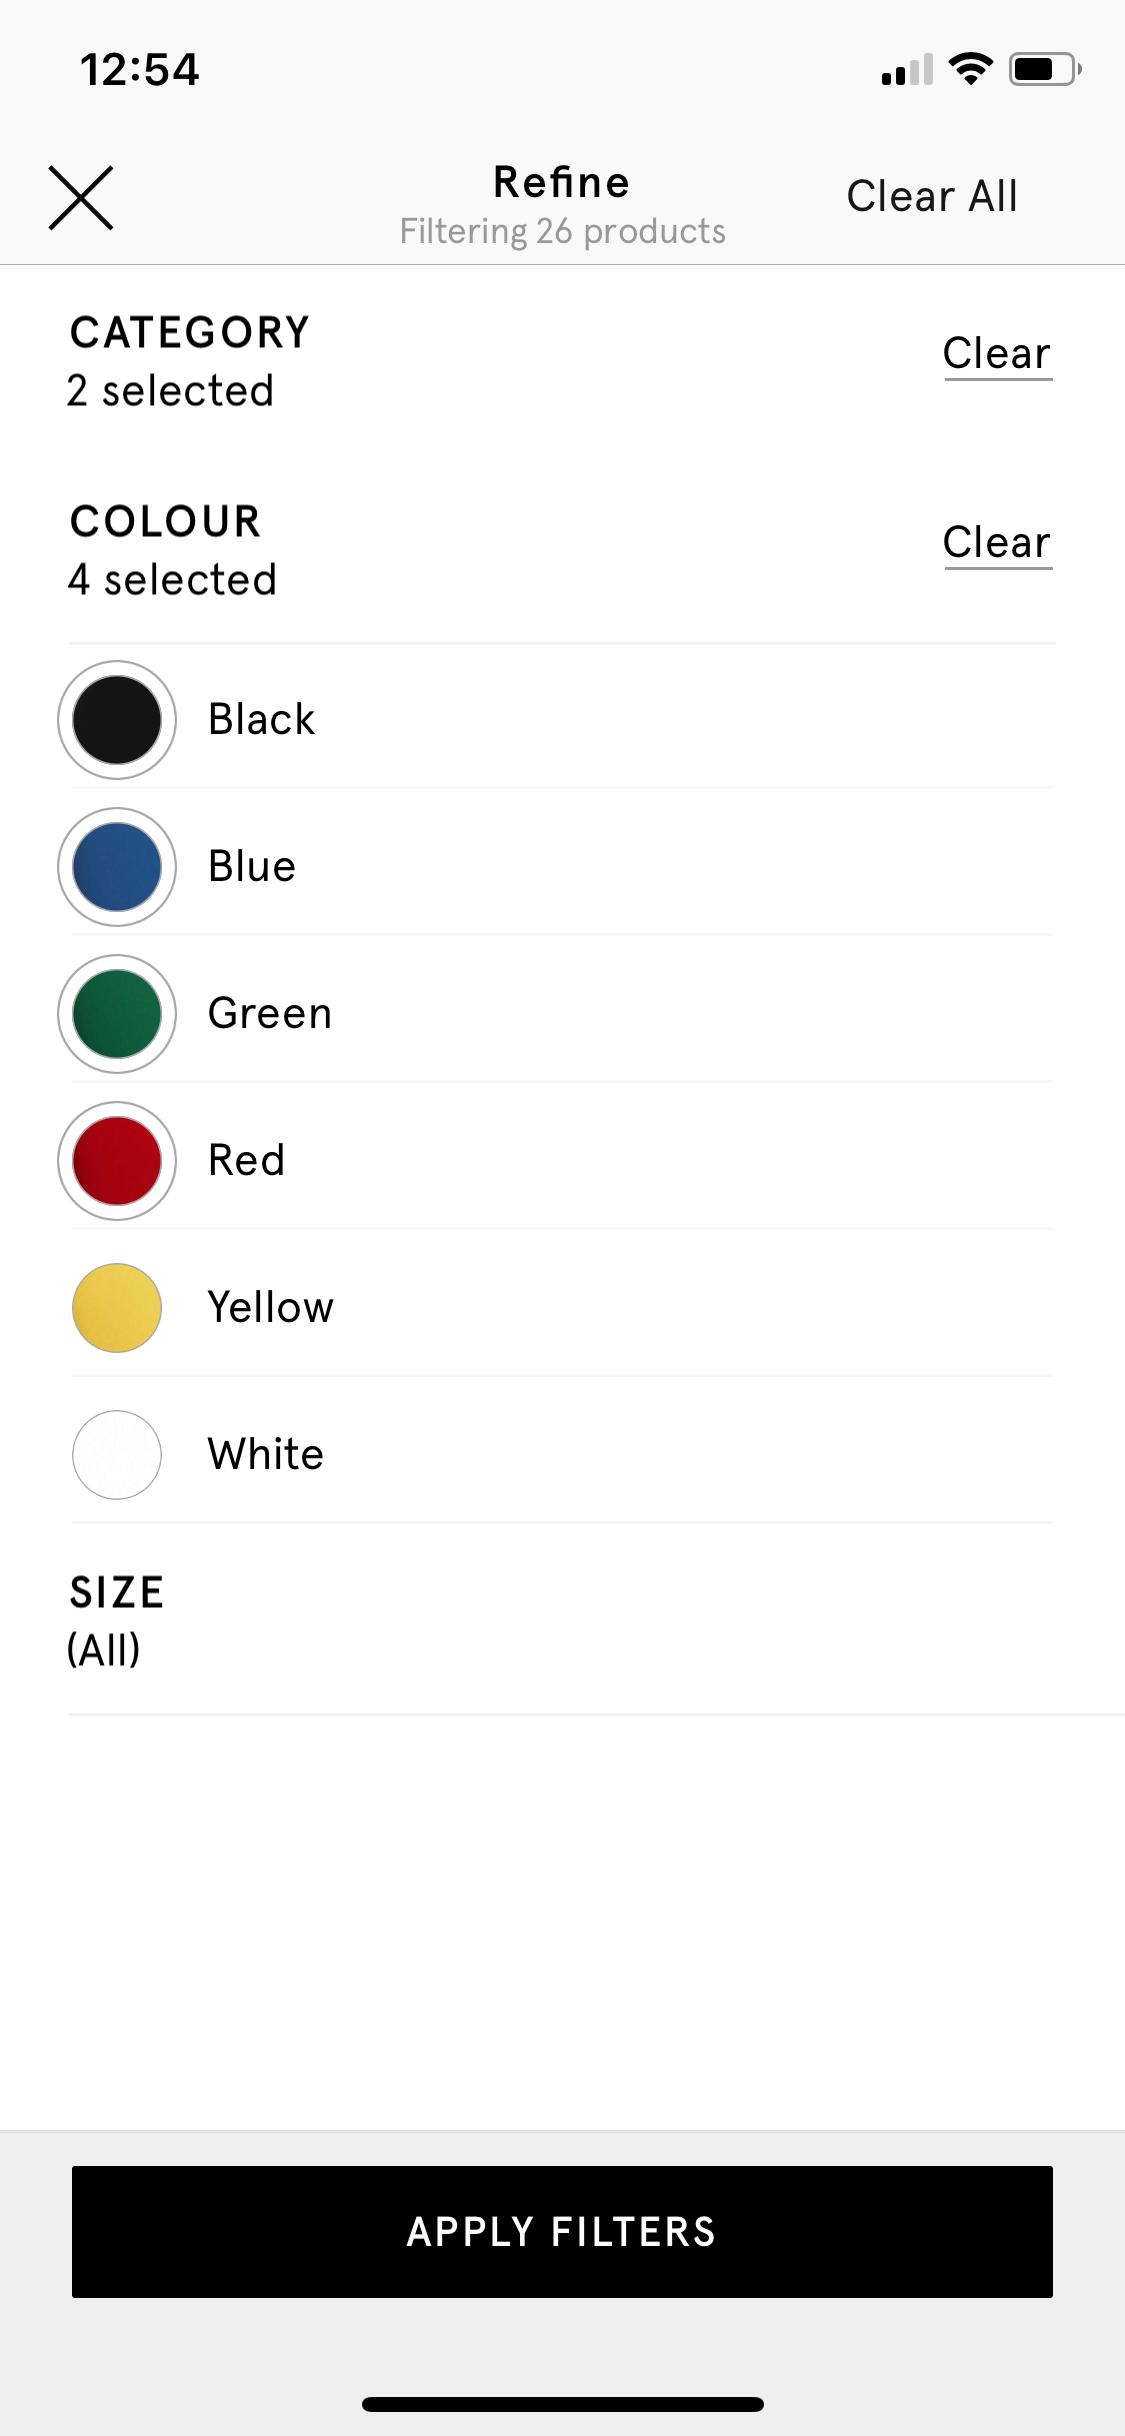 12:54
Refine
Clear All
Filtering 26 products
CATEGORY
Clear
2 selected
COLOUR
Clear
4 selected
Black
Blue
Green
Red
Yellow
White
SIZE
(All)
APPLY FILTERS